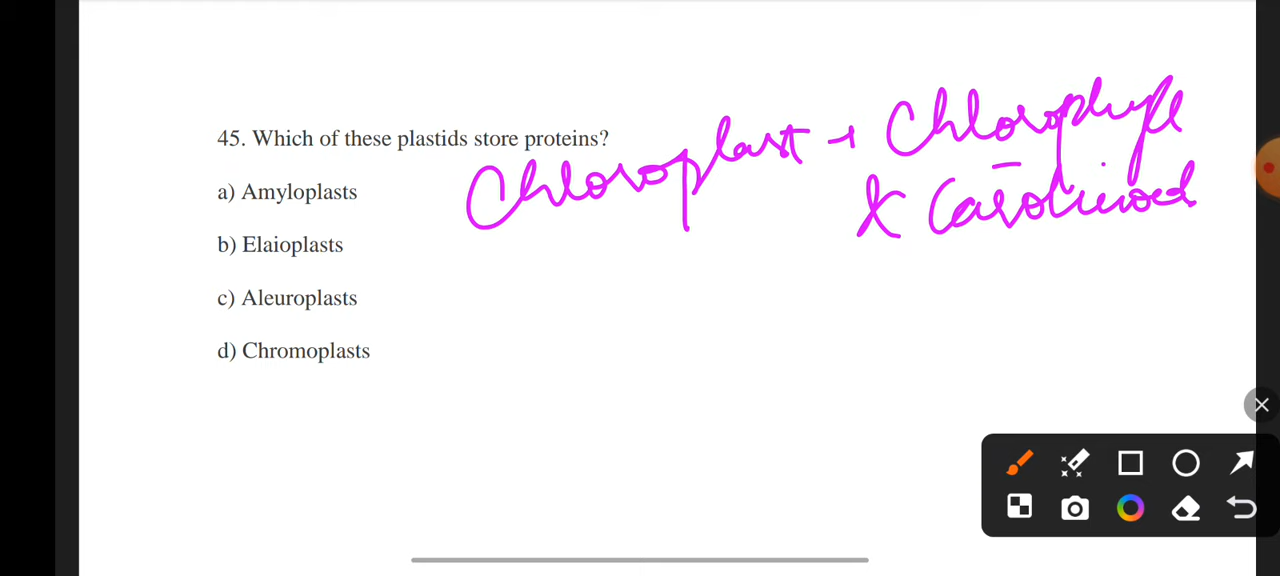 45. Which of these plastids store proteins?
Chloroplast → Chlorophyll
& Carotenoid
a) Amyloplasts
b) Elaioplasts
c) Aleuroplasts
d) Chromoplasts